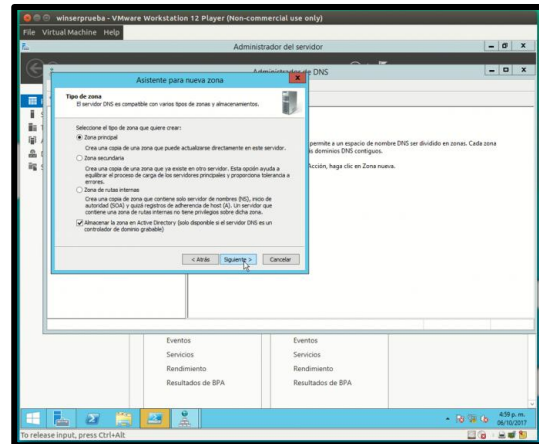 winserprueba - VMware Workstation 12 Player (Non-commercial use only)
File Virtual Machine Help
Administrador del servidor
de DNS
Asistente para nueva zona
Tipo de zona
El servidor DNS es compatible con varios tipos de zonas y almacenamientos.
Seleccione el tipo de zona que quiere crear:
Zona principal
Crea una copia de una zona que puede actualizarse directamente en este servidor.
Zona secundaria
Crea una copia de una zona que ya existe en otro servidor. Esta opción ayuda a
equilibrar el proceso de carga de los servidores principales y proporciona tolerancia a
errores.
Zona de rutas internas
Crea una copia de zona que contiene solo servidor de nombres (NS), inicio de
autoridad (SOA) y quizá registros de adherencia de host (A). Un servidor que
contiene una zona de rutas internas no tiene privilegios sobre dicha zona.
Almacenar la zona en Active Directory (solo disponible si el servidor DNS es un
controlador de dominio grabable)
< Atrás Siguiente > Cancelar
permite a un espacio de nombre DNS ser dividido en zonas. Cada zona
dominios DNS contiguos.
Acción, haga clic en Zona nueva.
Eventos Eventos
Servicios Servicios
Rendimiento Rendimiento
Resultados de BPA Resultados de BPA
4:59 p. m.
06/10/2017
To release input, press Ctrl+Alt